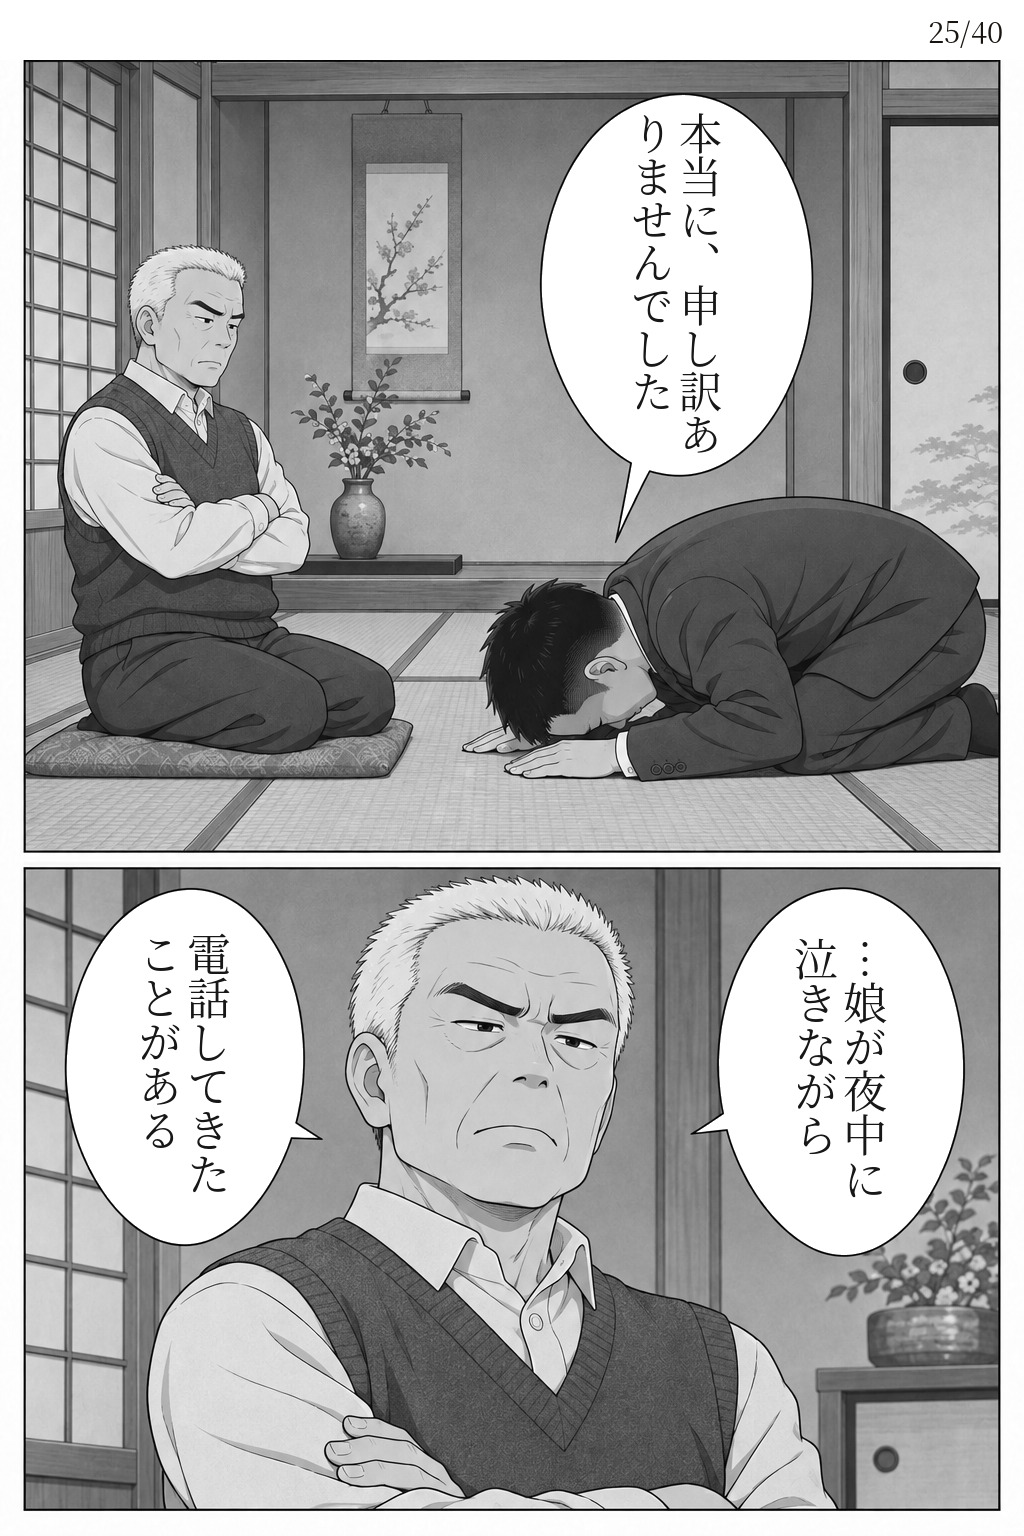 25/40
本当に、申し訳あ
りませんでした
…娘が夜中に
泣きながら
電話してきた
ことがある